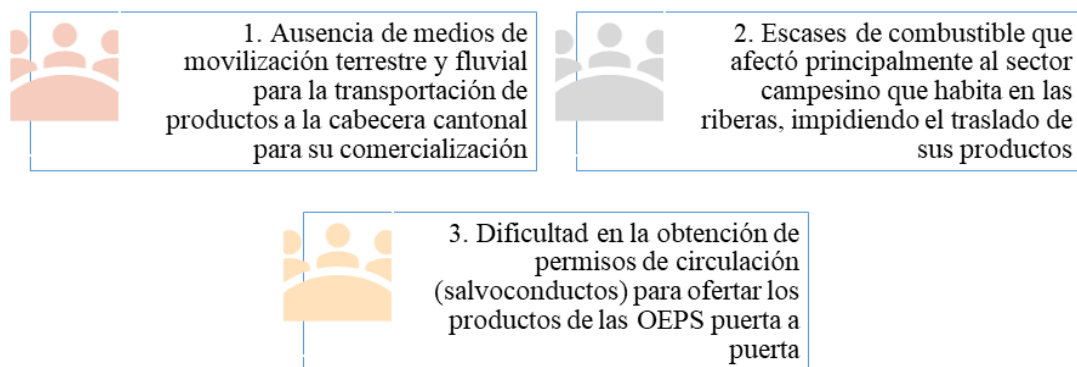 1. Ausencia de medios de
movilización terrestre y fluvial
para la transportación de
productos a la cabecera cantonal
para su comercialización
2. Escases de combustible que
afectó principalmente al sector
campesino que habita en las
riberas, impidiendo el traslado de
sus productos
3. Dificultad en la obtención de
permisos de circulación
(salvoconductos) para ofertar los
productos de las OEPS puerta a
puerta